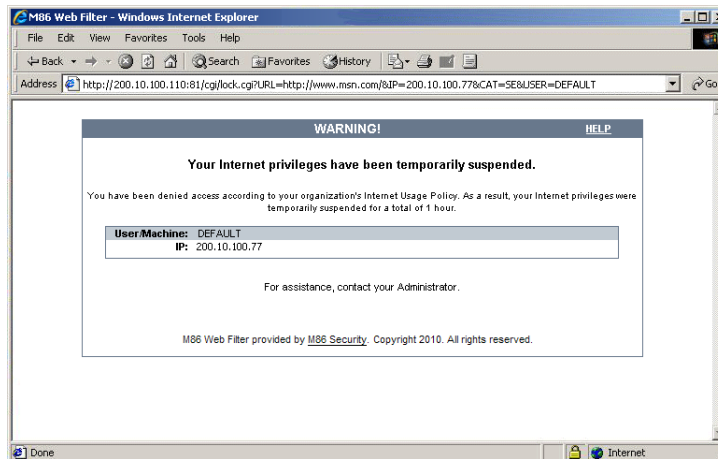 M86 Web Filter - Windows Internet Explorer
File Edit View Favorites Tools Help
Back Search Favorites History
Address http://200.10.100.110:81/cgi/lock.cgi?URL=http://www.msn.com/&IP=200.10.100.77&CAT=SE&USER=DEFAULT Go
WARNING! HELP
Your Internet privileges have been temporarily suspended.
You have been denied access according to your organization's Internet Usage Policy. As a result, your Internet privileges were
temporarily suspended for a total of 1 hour.
User/Machine: DEFAULT
IP: 200.10.100.77
For assistance, contact your Administrator.
M86 Web Filter provided by M86 Security. Copyright 2010. All rights reserved.
Done Internet